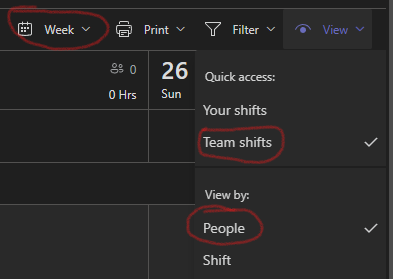 Week Print Filter View
0 26
0 Hrs Sun
Quick access:
Your shifts
Team shifts
View by:
People
Shift